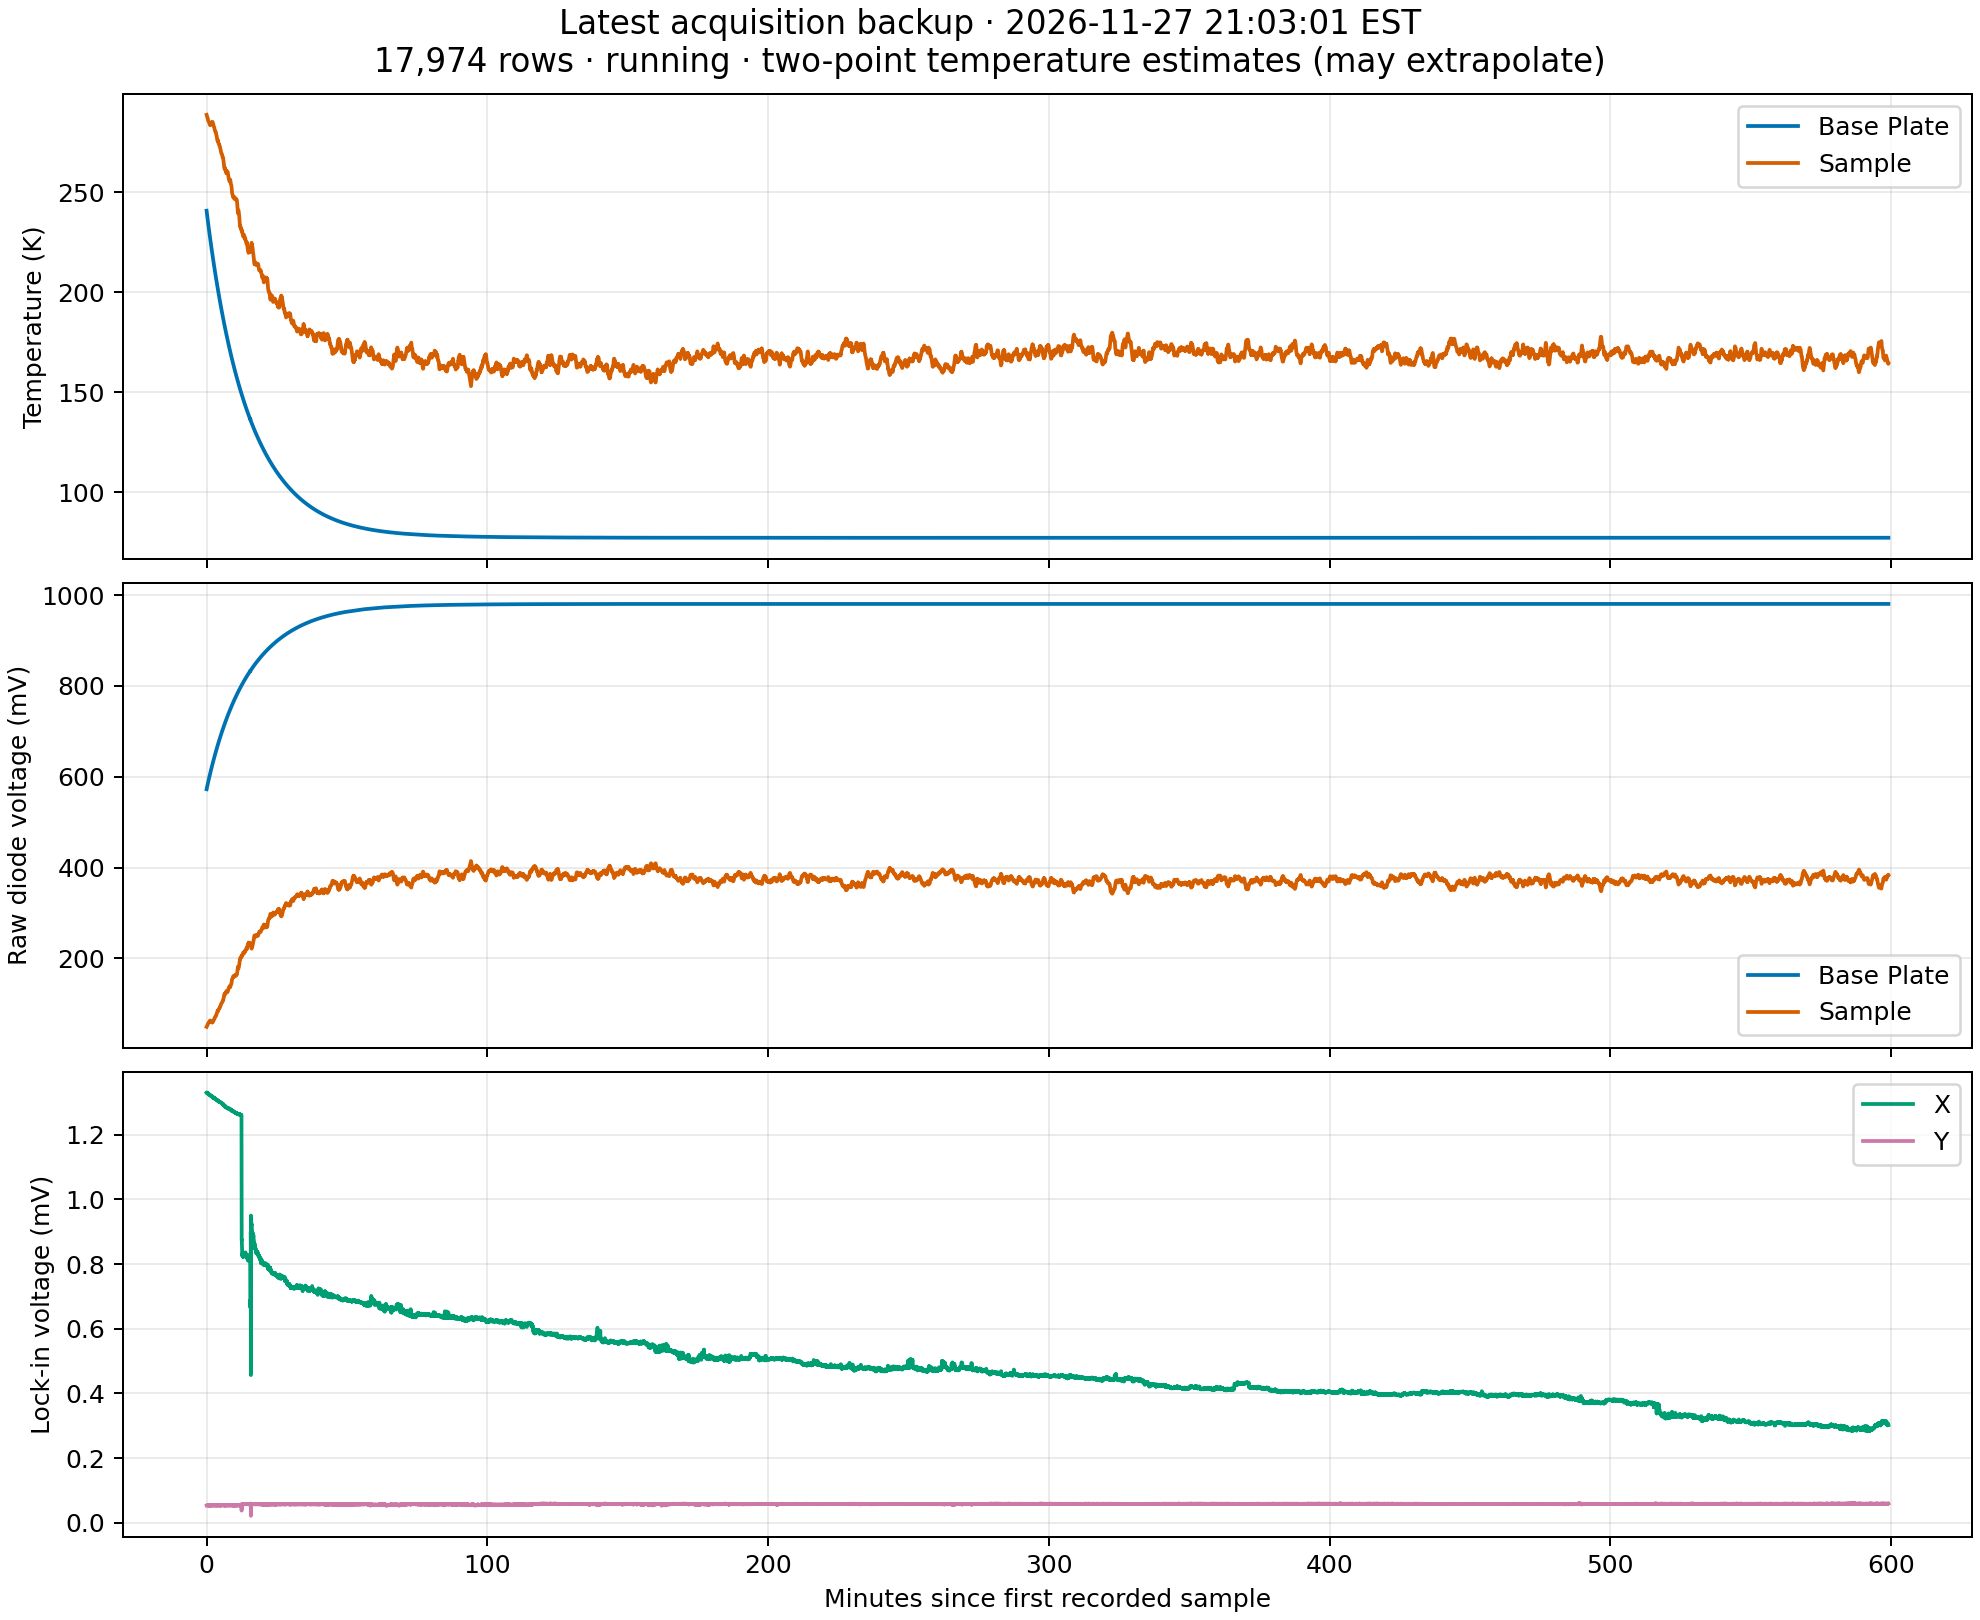 Latest acquisition backup · 2026-11-27 21:03:01 EST
17,974 rows · running · two-point temperature estimates (may extrapolate)
Temperature (K)
250
200
150
100
Base Plate
Sample
Raw diode voltage (mV)
1000
800
600
400
200
Base Plate
Sample
Lock-in voltage (mV)
1.2
1.0
0.8
0.6
0.4
0.2
0.0
X
Y
0 100 200 300 400 500 600
Minutes since first recorded sample